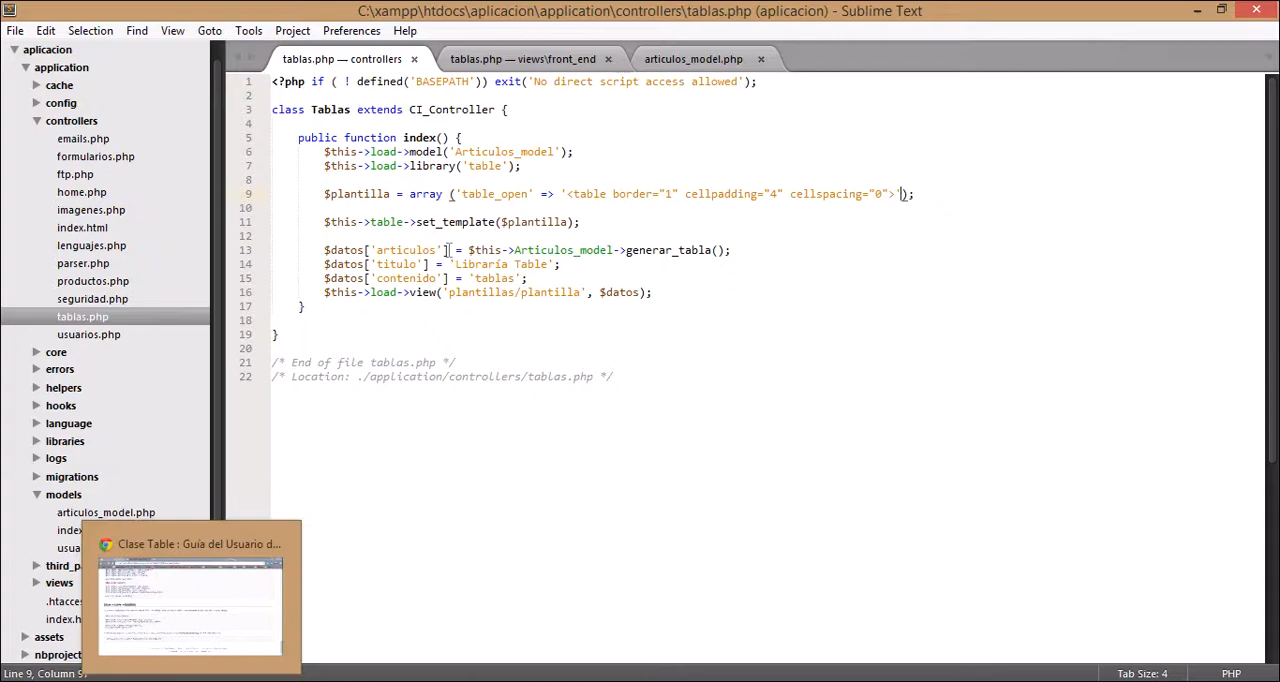 C:\xampp\htdocs\aplicacion\application\controllers\tablas.php (aplicacion) - Sublime Text
File Edit Selection Find View Goto Tools Project Preferences Help
aplicacion
application
cache
config
controllers
emails.php
formularios.php
ftp.php
home.php
imagenes.php
index.html
lenguajes.php
parser.php
productos.php
seguridad.php
tablas.php
usuarios.php
core
errors
helpers
hooks
language
libraries
logs
migrations
models
articulos_model.php
third_p
views
.htacces
index.h
assets
nbproject
tablas.php — controllers × tablas.php — views\front_end × articulos_model.php ×
1 <?php if ( ! defined('BASEPATH')) exit('No direct script access allowed');
2
3 class Tablas extends CI_Controller {
4
5 public function index() {
6 $this->load->model('Articulos_model');
7 $this->load->library('table');
8
9 $plantilla = array ('table_open' => '<table border="1" cellpadding="4" cellspacing="0">');
10
11 $this->table->set_template($plantilla);
12
13 $datos['articulos'] = $this->Articulos_model->generar_tabla();
14 $datos['titulo'] = 'Libraría Table';
15 $datos['contenido'] = 'tablas';
16 $this->load->view('plantillas/plantilla', $datos);
17 }
18
19 }
20
21 /* End of file tablas.php */
22 /* Location: ./application/controllers/tablas.php */
Clase Table : Guía del Usuario d...
Line 9, Column
Tab Size: 4 PHP